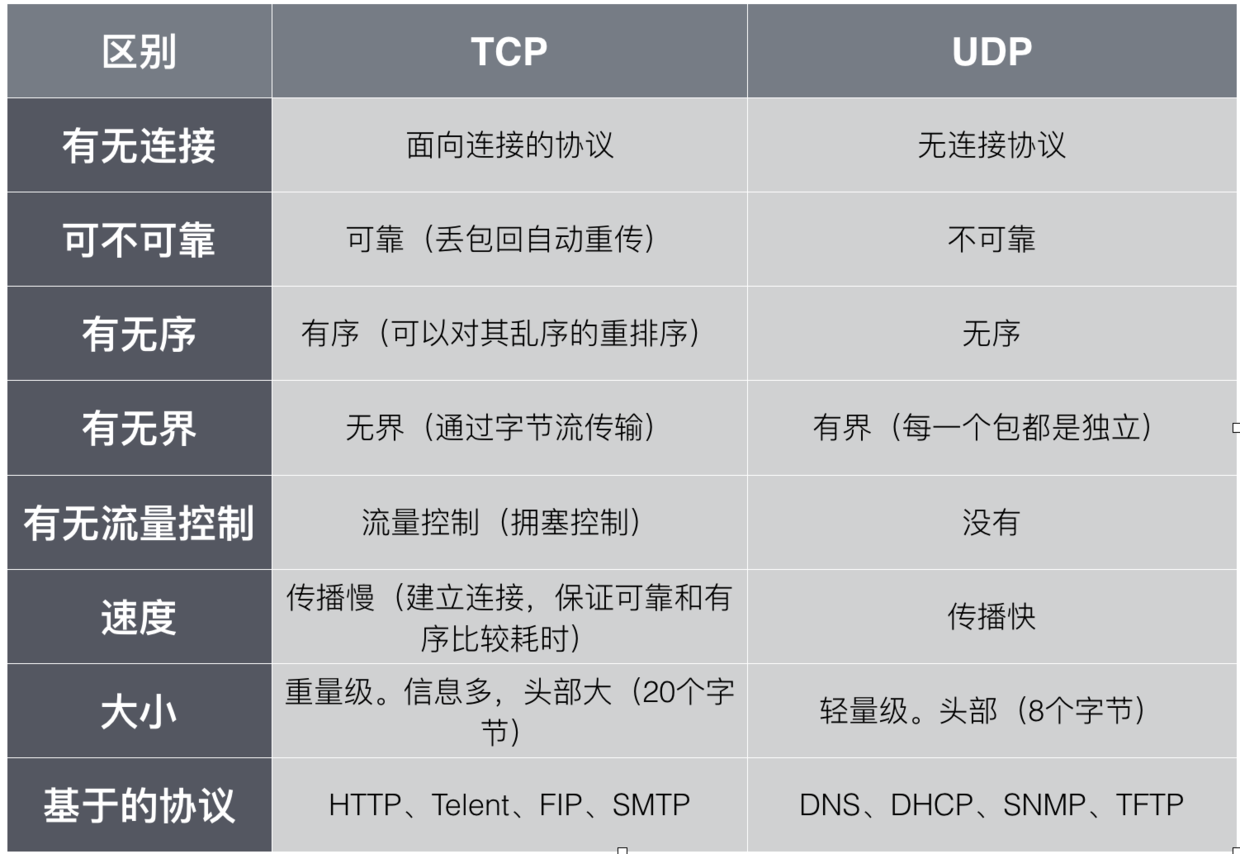 区别 TCP UDP
有无连接 面向连接的协议 无连接协议
可不可靠 可靠（丢包回自动重传） 不可靠
有无序 有序（可以对其乱序的重排序） 无序
有无界 无界（通过字节流传输） 有界（每一个包都是独立）
有无流量控制 流量控制（拥塞控制） 没有
速度 传播慢（建立连接，保证可靠和有
序比较耗时） 传播快
大小 重量级。信息多，头部大（20个字
节） 轻量级。头部（8个字节）
基于的协议 HTTP、Telent、FIP、SMTP DNS、DHCP、SNMP、TFTP